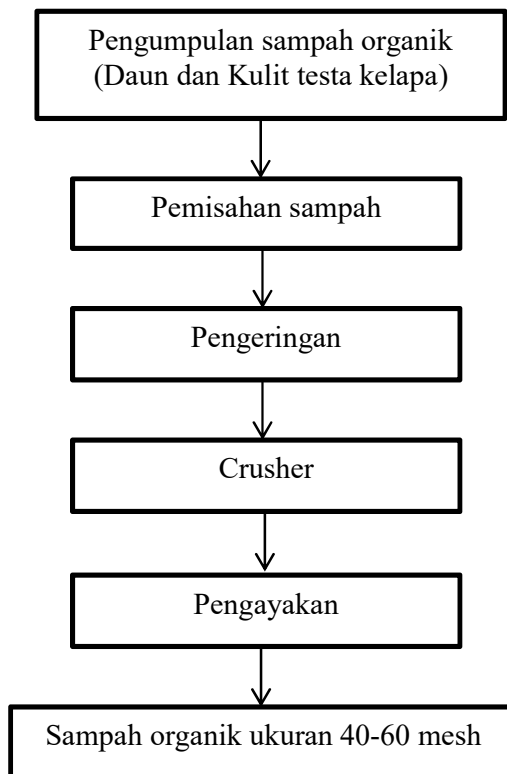 Pengumpulan sampah organik
(Daun dan Kulit testa kelapa)
Pemisahan sampah
Pengeringan
Crusher
Pengayakan
Sampah organik ukuran 40-60 mesh